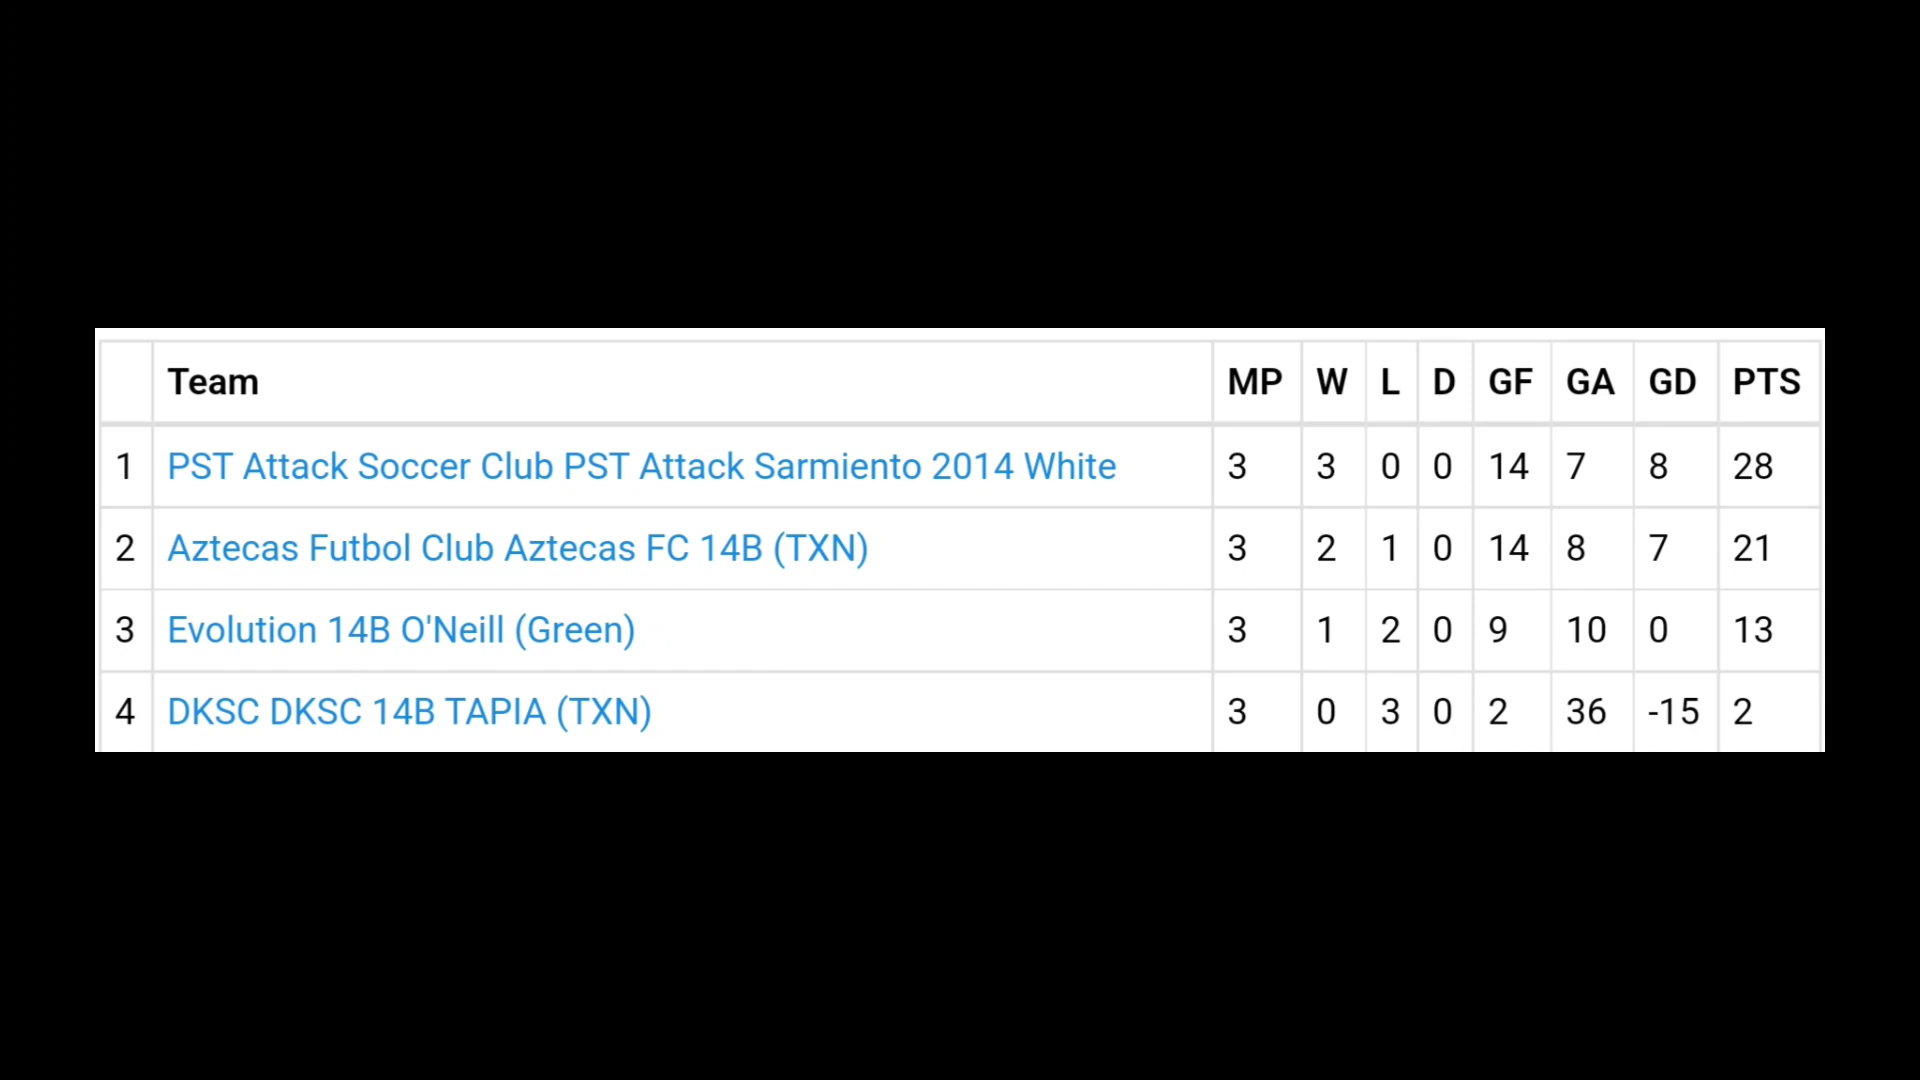 Team MP W L D GF GA GD PTS
1 PST Attack Soccer Club PST Attack Sarmiento 2014 White 3 3 0 0 14 7 8 28
2 Aztecas Futbol Club Aztecas FC 14B (TXN) 3 2 1 0 14 8 7 21
3 Evolution 14B O'Neill (Green) 3 1 2 0 9 10 0 13
4 DKSC DKSC 14B TAPIA (TXN) 3 0 3 0 2 36 -15 2